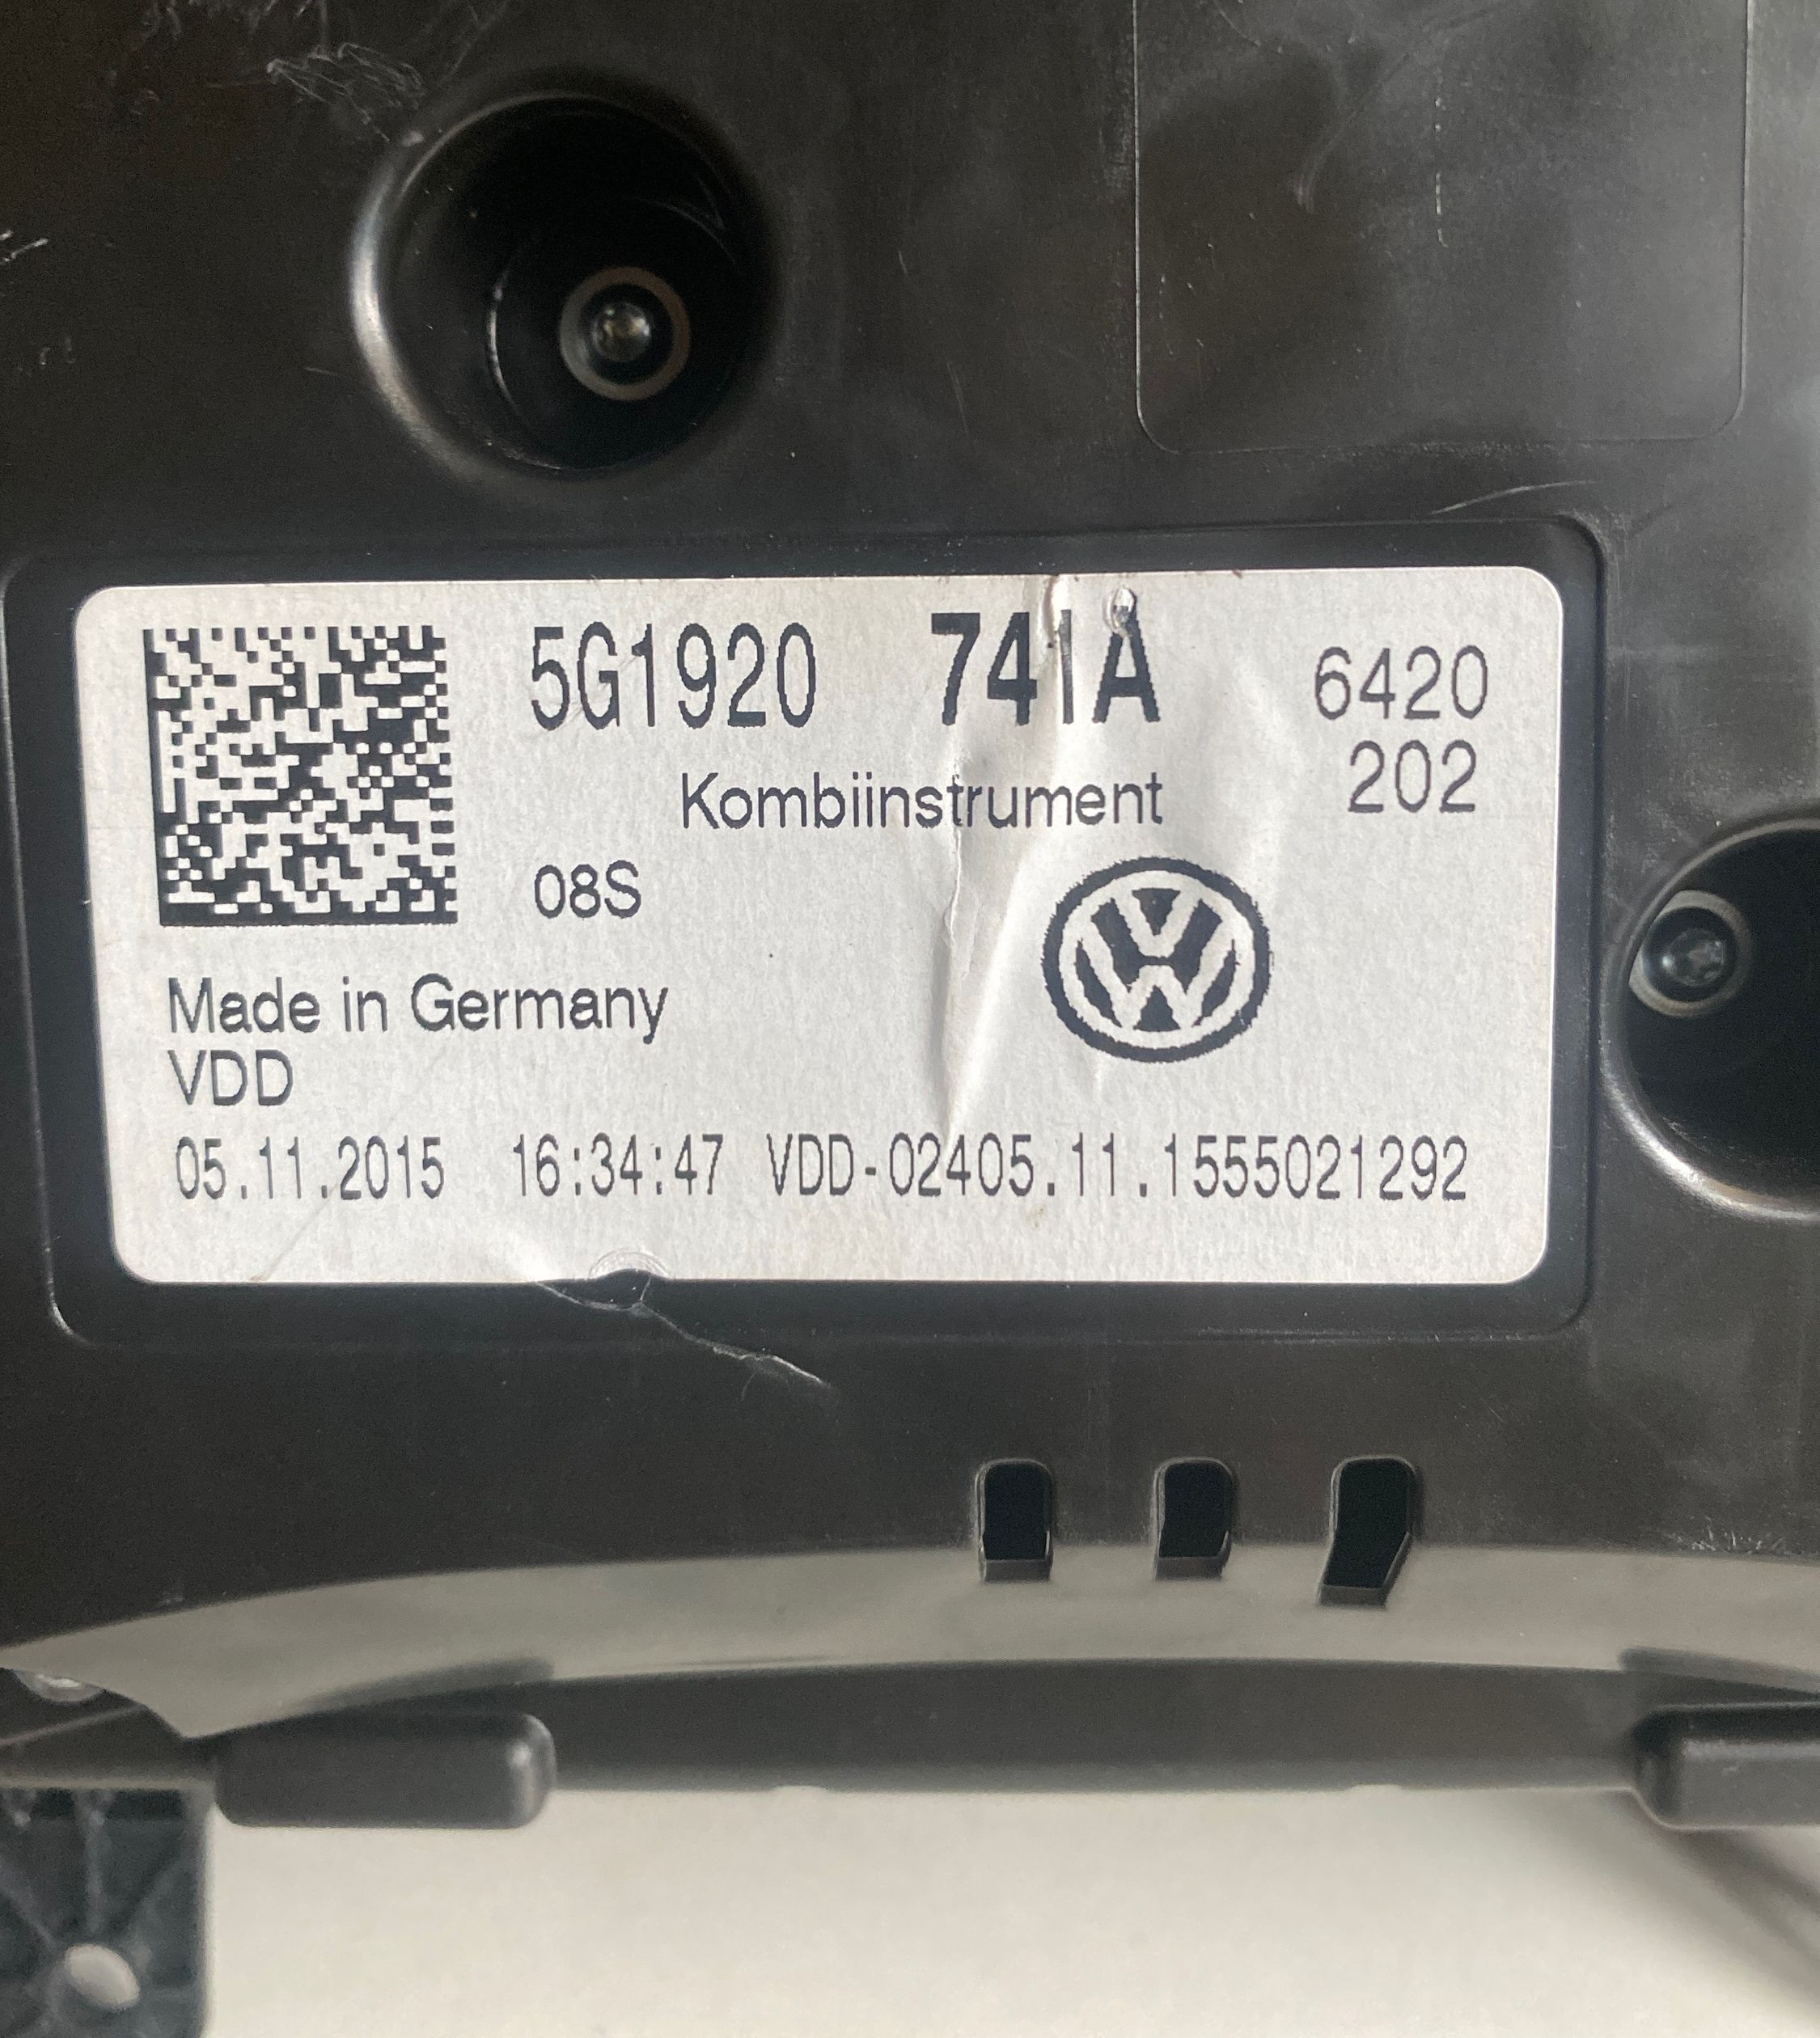 5G1920 741A 6420
202
Kombiinstrument
08S
Made in Germany
VDD
05.11.2015 16:34:47 VDD-02405.11.1555021292